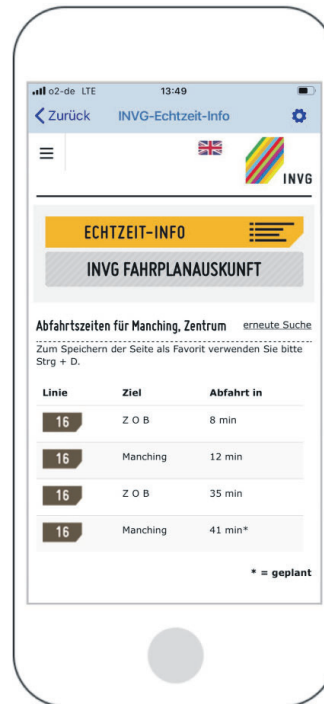 o2-de LTE 13:49
Zurück INVG-Echtzeit-Info
INVG
ECHTZEIT-INFO
INVG FAHRPLANAUSKUNFT
Abfahrtszeiten für Manching, Zentrum erneute Suche
Zum Speichern der Seite als Favorit verwenden Sie bitte
Strg + D.
Linie Ziel Abfahrt in
16 Z O B 8 min
16 Manching 12 min
16 Z O B 35 min
16 Manching 41 min*
* = geplant